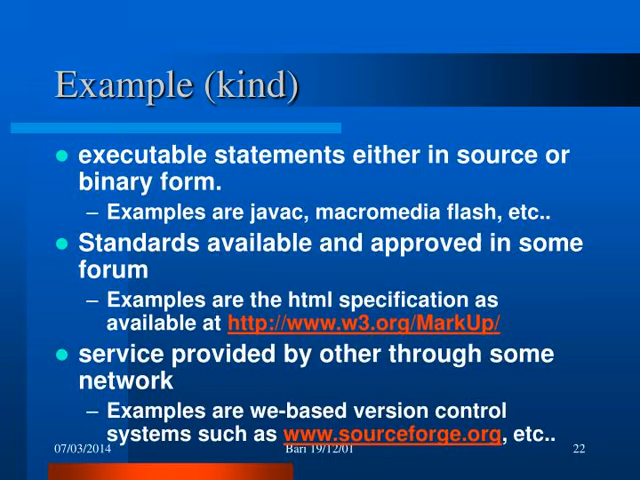 Example (kind)
executable statements either in source or
binary form.
– Examples are javac, macromedia flash, etc..
Standards available and approved in some
forum
– Examples are the html specification as
available at http://www.w3.org/MarkUp/
service provided by other through some
network
– Examples are we-based version control
systems such as www.sourceforge.org, etc..
07/03/2014
Bari 19/12/01
22